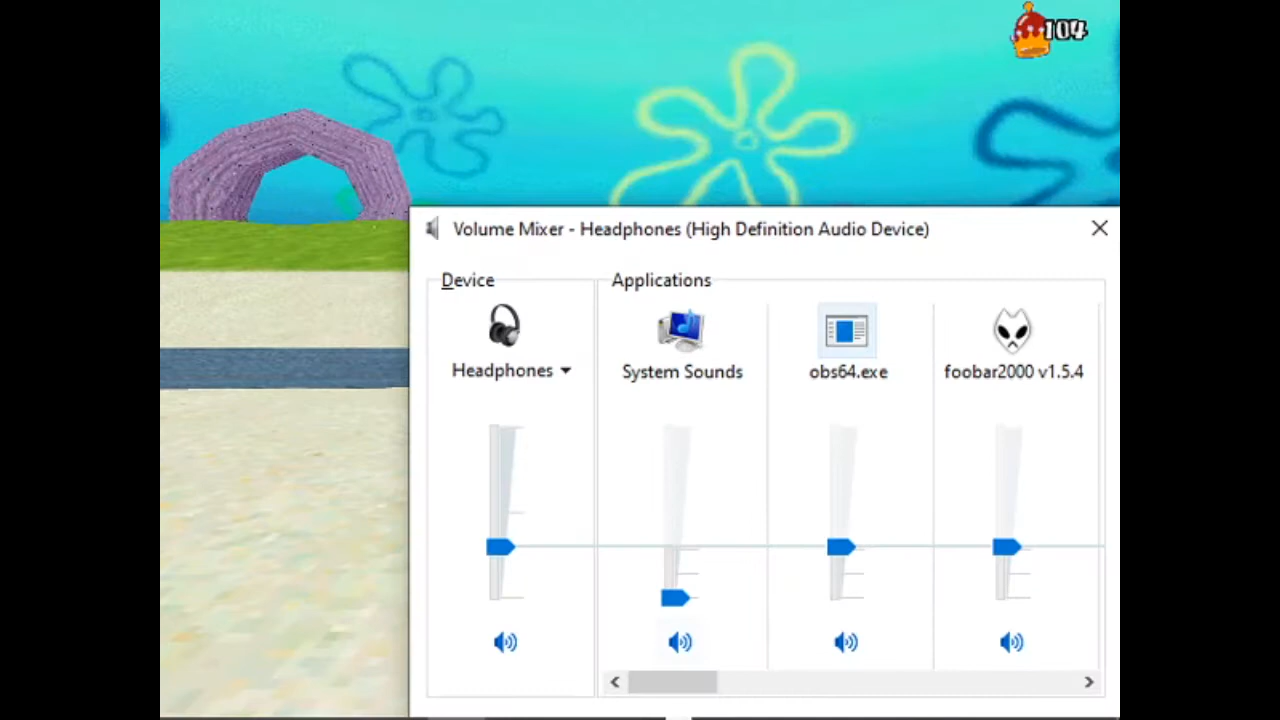 104
Volume Mixer - Headphones (High Definition Audio Device)
Device
Applications
Headphones
System Sounds
obs64.exe
foobar2000 v1.5.4